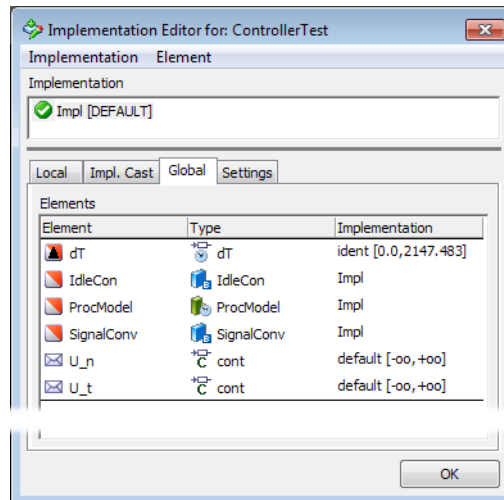 Implementation Editor for: ControllerTest
Implementation Element
Implementation
Impl [DEFAULT]
Local Impl. Cast Global Settings
Elements
Element Type Implementation
dT dT ident [0.0,2147.483]
IdleCon IdleCon Impl
ProcModel ProcModel Impl
SignalConv SignalConv Impl
U_n C cont default [-oo,+oo]
U_t C cont default [-oo,+oo]
OK